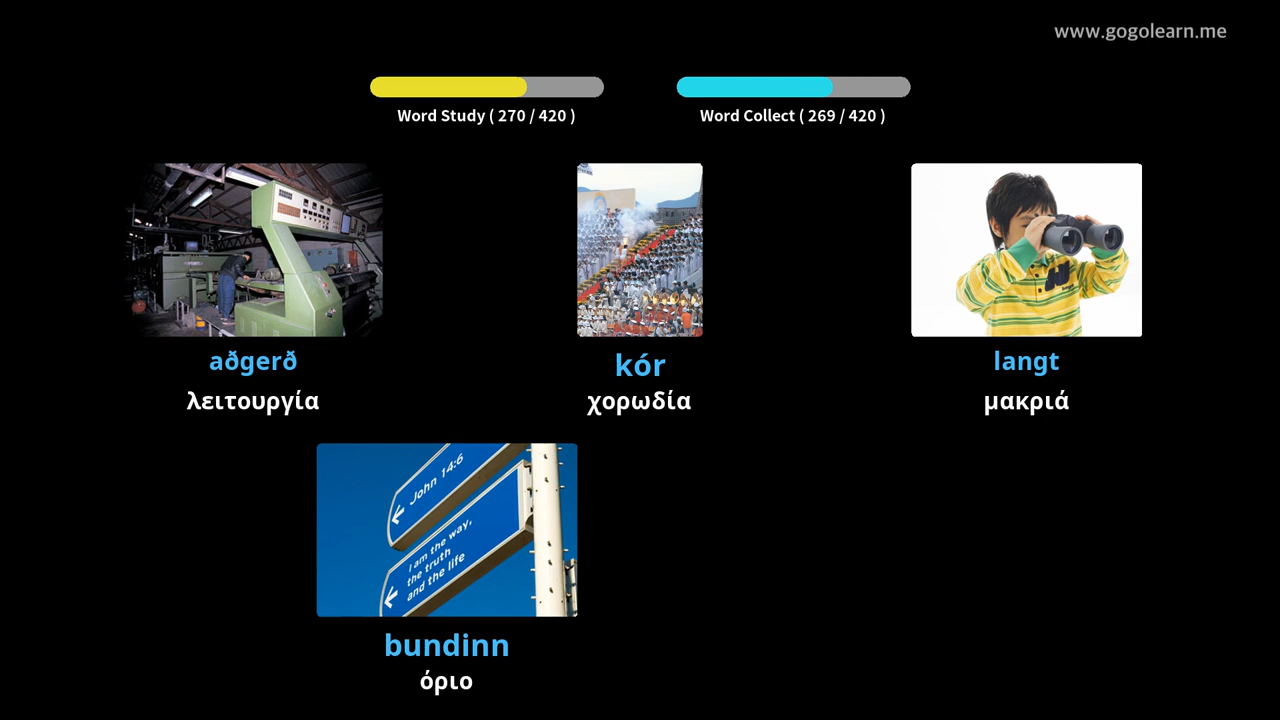 www.gogolearn.me
Word Study ( 270 / 420 )
Word Collect ( 269 / 420 )
aðgerð
λειτουργία
kór
χορωδία
langt
μακριά
John 14:6
I am the way,
the truth
and the life
bundinn
όριο